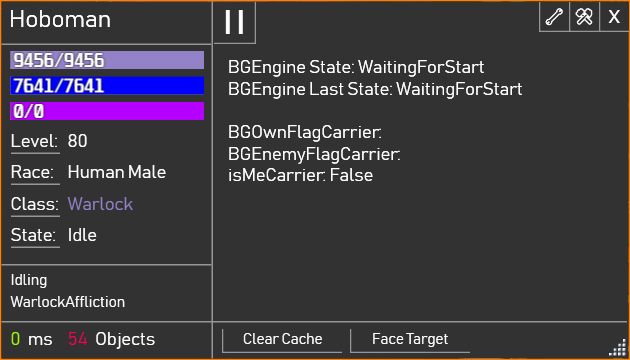 Hoboman
9456/9456
7641/7641
0/0
Level: 80
Race: Human Male
Class: Warlock
State: Idle
Idling
WarlockAffliction
0 ms 54 Objects
X
BGEngine State: WaitingForStart
BGEngine Last State: WaitingForStart
BGOwnFlagCarrier:
BGEnemyFlagCarrier:
isMeCarrier: False
Clear Cache Face Target